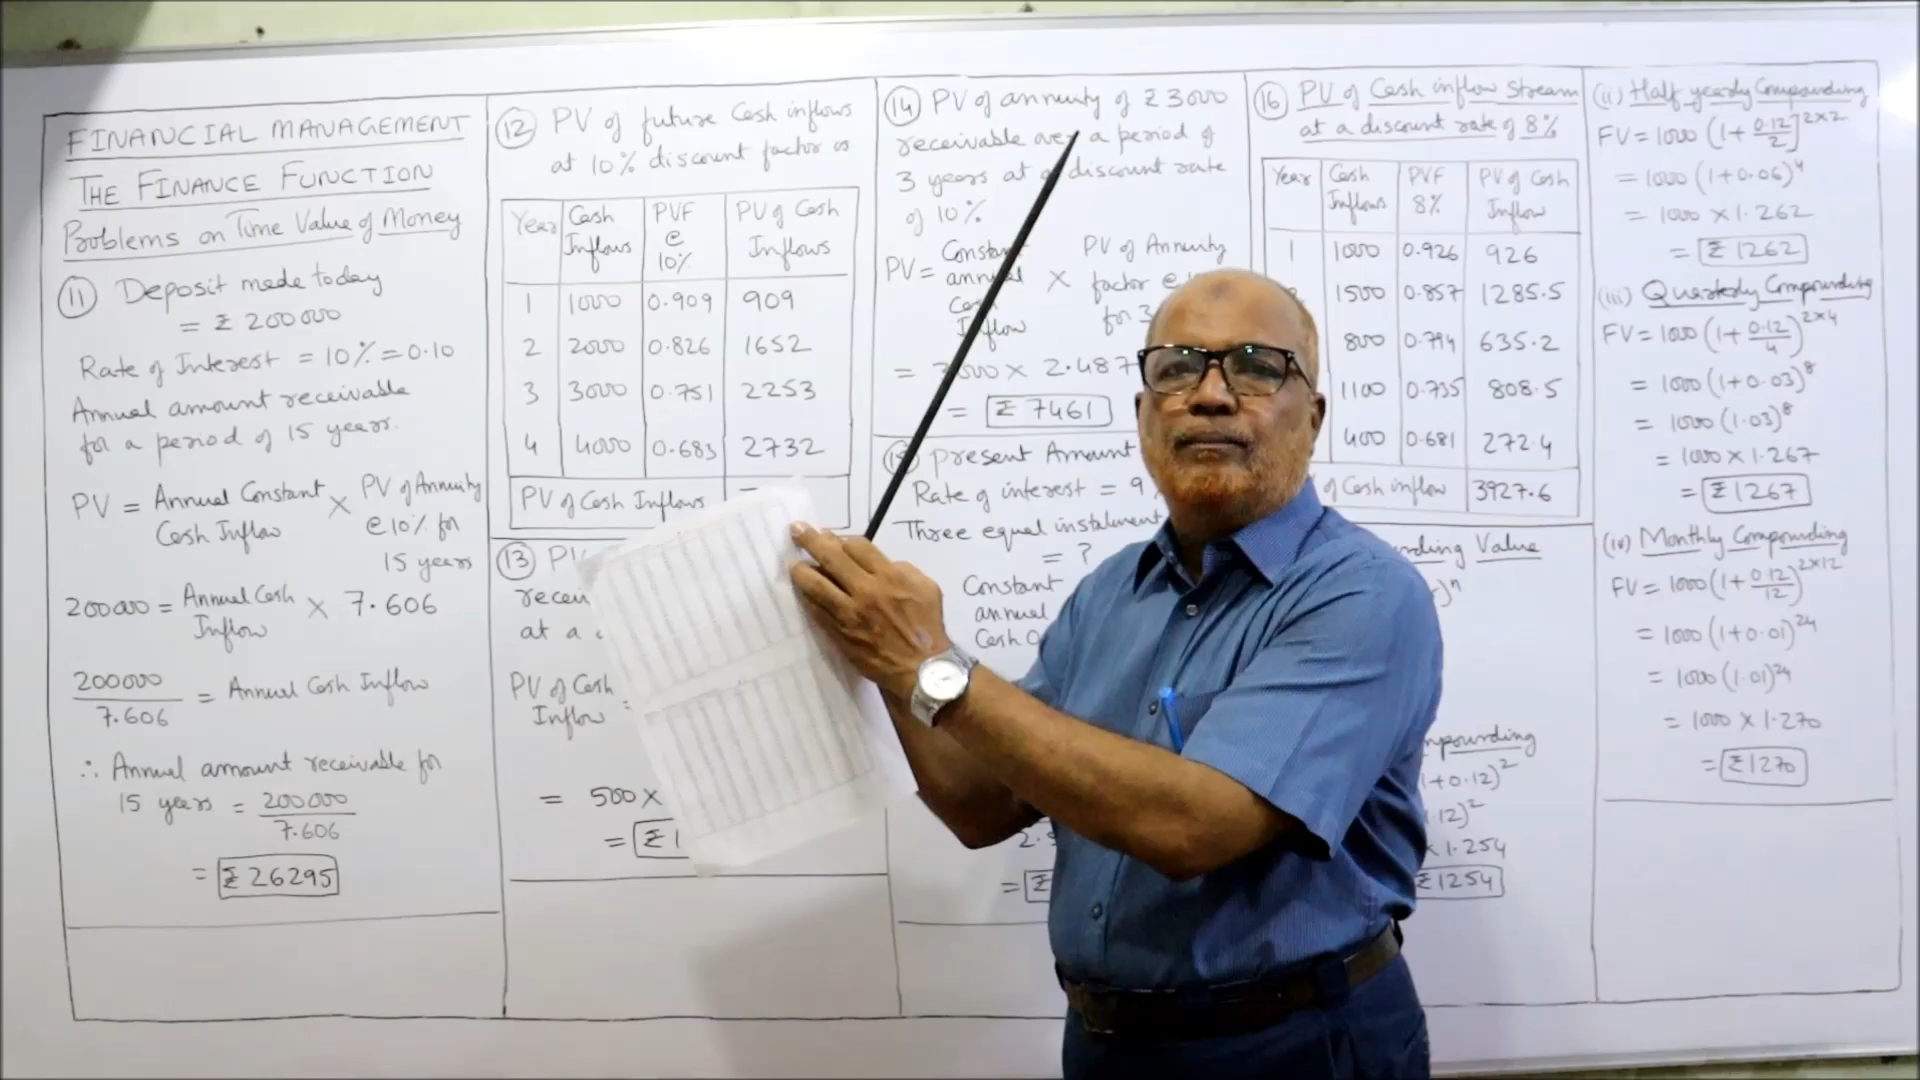 FINANCIAL MANAGEMENT
THE FINANCE FUNCTION
Problems on Time Value of Money
(11) Deposit made today
= ₹ 200000
Rate of Interest = 10% = 0.10
Annual amount receivable
for a period of 15 years.
PV = Annual Constant Cash Inflow × PV of Annuity @ 10% for 15 years
200000 = Annual Cash Inflow × 7.606
200000 / 7.606 = Annual Cash Inflow
∴ Annual amount receivable for
15 years = 200000 / 7.606
= ₹ 26295
(12) PV of future Cash inflows
at 10% discount factor is
Year Cash Inflows PVF @ 10% PV of Cash Inflows
1 1000 0.909 909
2 2000 0.826 1652
3 3000 0.751 2253
4 4000 0.683 2732
PV of Cash Inflows
(13)
at a
PV of Cash Inflow =
= 500 ×
= ₹ 1
(14) PV of annuity of ₹ 3000
receivable over a period of
3 years at discount rate
of 10%
PV = Constant annual Cash Inflow × PV of Annuity factor @ for 3
= 3000 × 2.487
= ₹ 7461
Present Amount
Rate of interest = 9
Three equal instalment
= ?
Constant
annual
Cash
2.
= ₹
(16) PV of Cash inflow Stream
at a discount rate of 8%
Year Cash Inflows PVF 8% PV of Cash Inflow
1 1000 0.926 926
1500 0.857 1285.5
800 0.794 635.2
1100 0.735 808.5
400 0.681 272.4
of Cash inflow 3927.6
Value
)ⁿ
1+0.12)²
1.12)²
× 1.254
₹ 1254
(ii) Half yearly Compounding
FV = 1000 (1 + 0.12/2)^2×2
= 1000 (1+0.06)⁴
= 1000 × 1.262
= ₹ 1262
(iii) Quarterly Compounding
FV = 1000 (1 + 0.12/4)^2×4
= 1000 (1+0.03)⁸
= 1000 (1.03)⁸
= 1000 × 1.267
= ₹ 1267
(iv) Monthly Compounding
FV = 1000 (1 + 0.12/12)^2×12
= 1000 (1+0.01)²⁴
= 1000 (1.01)²⁴
= 1000 × 1.270
= ₹ 1270